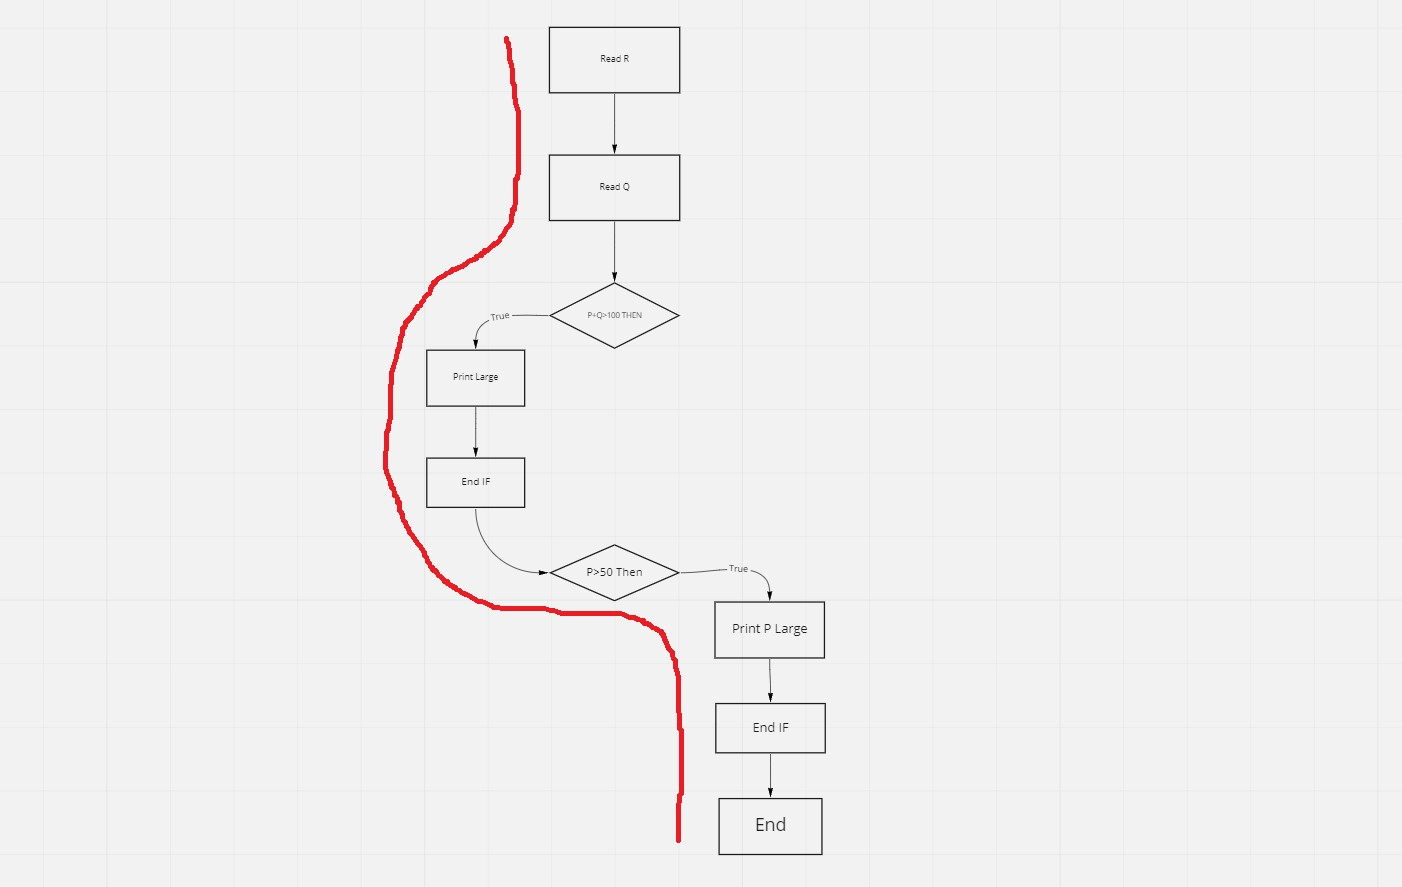 Read R
Read Q
P+Q>100 THEN
True
Print Large
End IF
P>50 Then
True
Print P Large
End IF
End